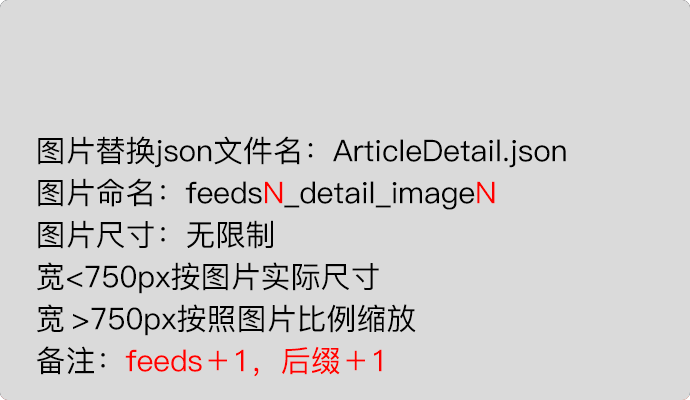 图片替换json文件名：ArticleDetail.json
图片命名：feedsN_detail_imageN
图片尺寸：无限制
宽<750px按图片实际尺寸
宽 >750px按照图片比例缩放
备注：feeds＋1，后缀＋1